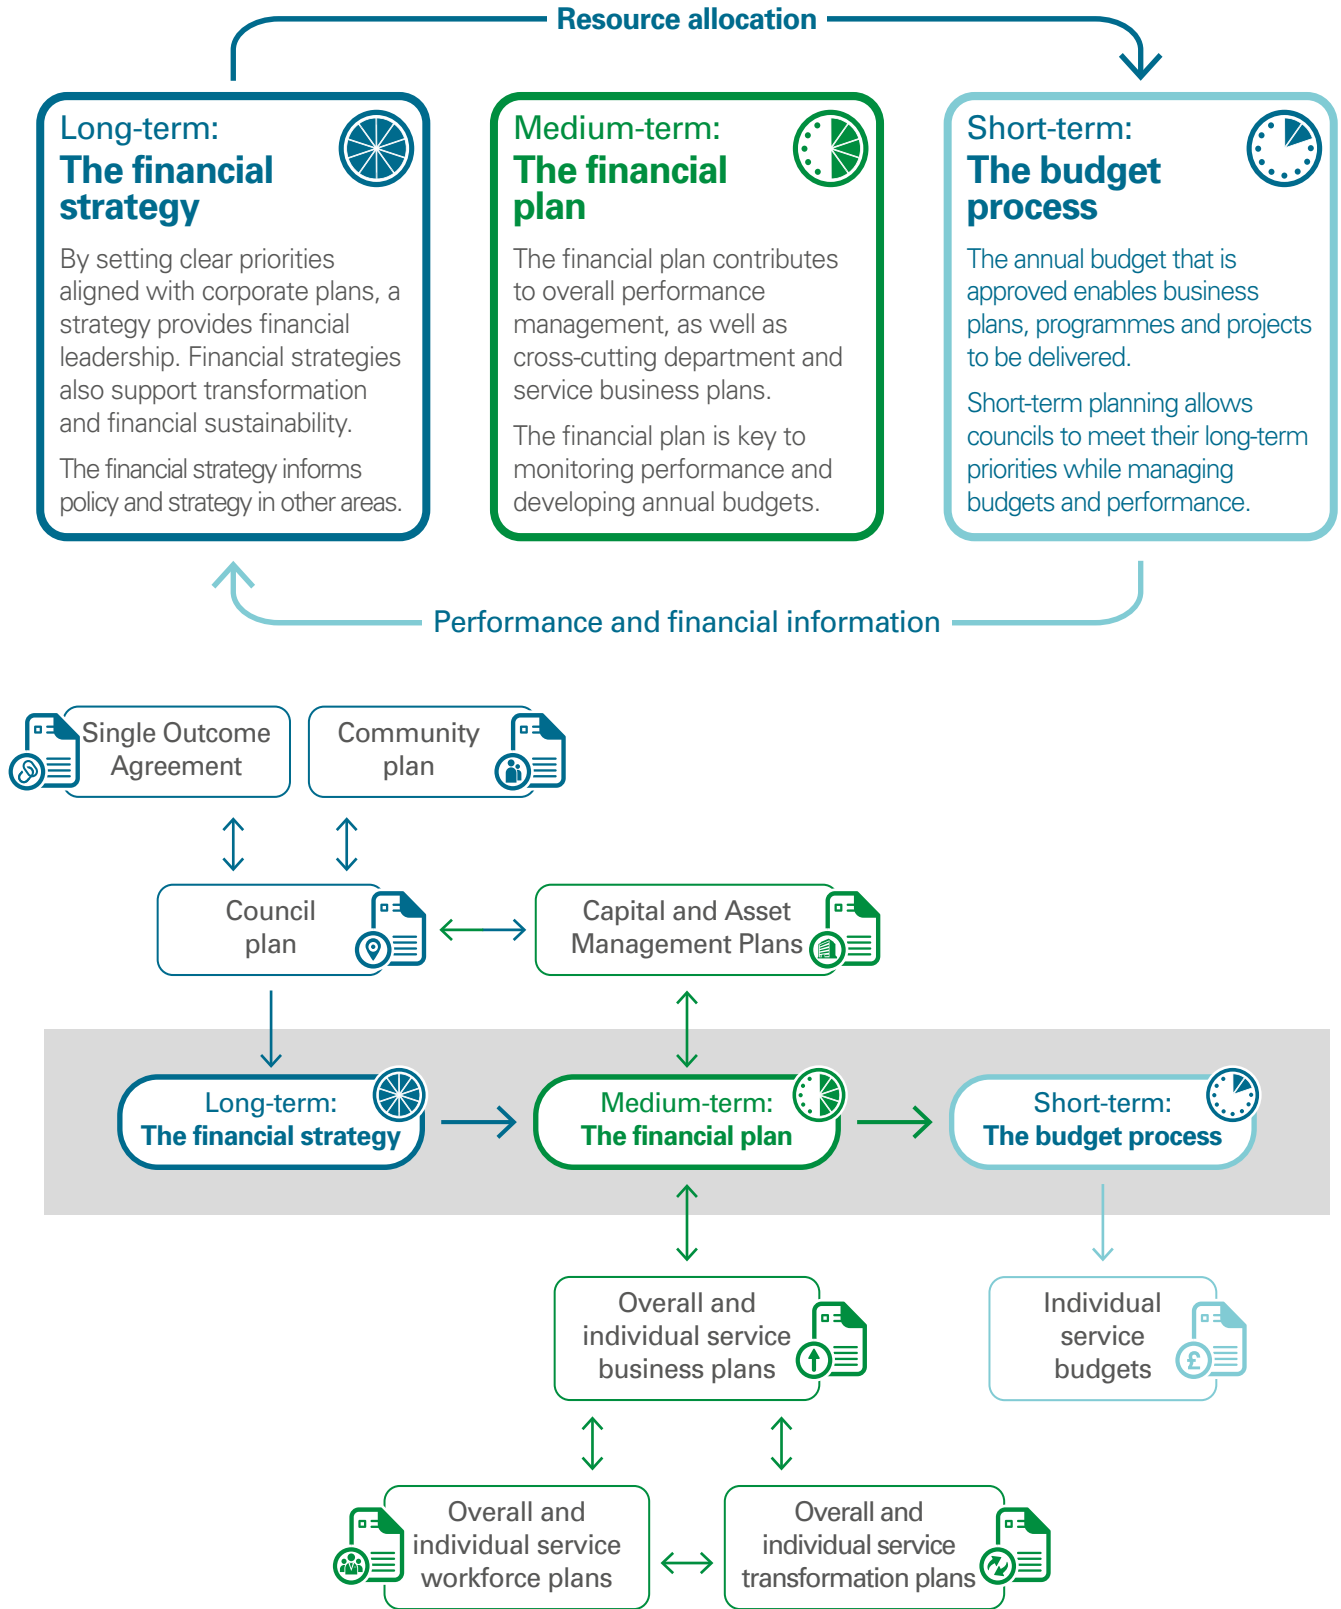 Resource allocation
Long-term:
The financial
strategy
By setting clear priorities
aligned with corporate plans, a
strategy provides financial
leadership. Financial strategies
also support transformation
and financial sustainability.
The financial strategy informs
policy and strategy in other areas.
Medium-term:
The financial
plan
The financial plan contributes
to overall performance
management, as well as
cross-cutting department and
service business plans.
The financial plan is key to
monitoring performance and
developing annual budgets.
Short-term:
The budget
process
The annual budget that is
approved enables business
plans, programmes and projects
to be delivered.
Short-term planning allows
councils to meet their long-term
priorities while managing
budgets and performance.
Performance and financial information
Single Outcome
Agreement
Community
plan
Council
plan
Capital and Asset
Management Plans
Long-term:
The financial strategy
Medium-term:
The financial plan
Short-term:
The budget process
Overall and
individual service
business plans
Individual
service
budgets
£
Overall and
individual service
workforce plans
Overall and
individual service
transformation plans